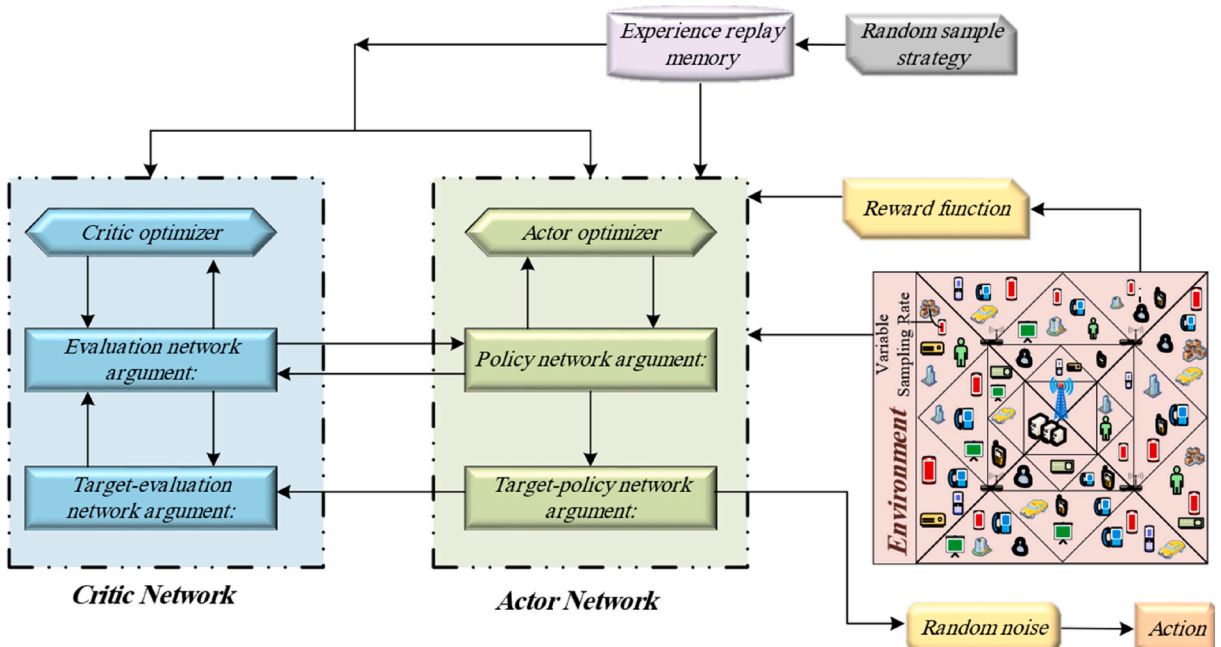 Experience replay
memory
Random sample
strategy
Critic optimizer
Actor optimizer
Reward function
Evaluation network
argument:
Policy network argument:
Variable
Sampling Rate
Environment
Target-evaluation
network argument:
Target-policy network
argument:
Critic Network
Actor Network
Random noise
Action